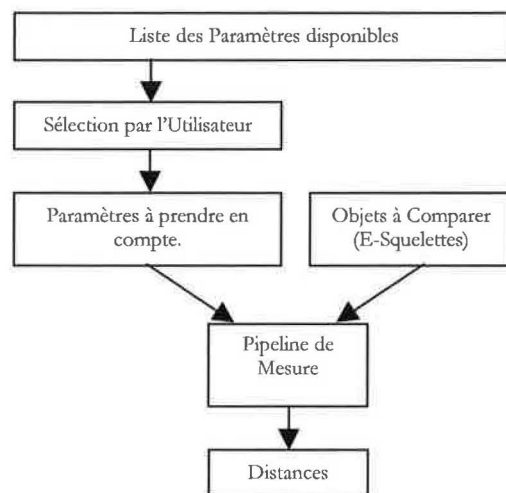 Liste des Paramètres disponibles
Sélection par l'Utilisateur
Paramètres à prendre en
compte.
Objets à Comparer
(E-Squelettes)
Pipeline de
Mesure
Distances